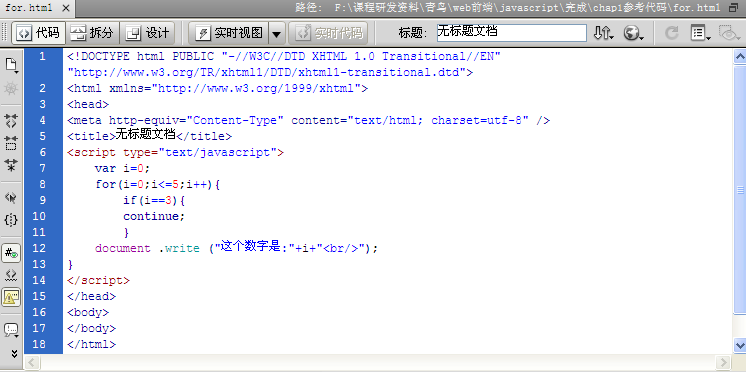 for.html ×
路径: F:\课程研发资料\青鸟\web前端\javascript\完成\chap1参考代码\for.html
代码 拆分 设计 实时视图 实时代码 标题: 无标题文档
1 <!DOCTYPE html PUBLIC "-//W3C//DTD XHTML 1.0 Transitional//EN"
"http://www.w3.org/TR/xhtml1/DTD/xhtml1-transitional.dtd">
2 <html xmlns="http://www.w3.org/1999/xhtml">
3 <head>
4 <meta http-equiv="Content-Type" content="text/html; charset=utf-8" />
5 <title>无标题文档</title>
6 <script type="text/javascript">
7 var i=0;
8 for(i=0;i<=5;i++){
9 if(i==3){
10 continue;
11 }
12 document .write ("这个数字是:"+i+"<br/>");
13 }
14 </script>
15 </head>
16 <body>
17 </body>
18 </html>